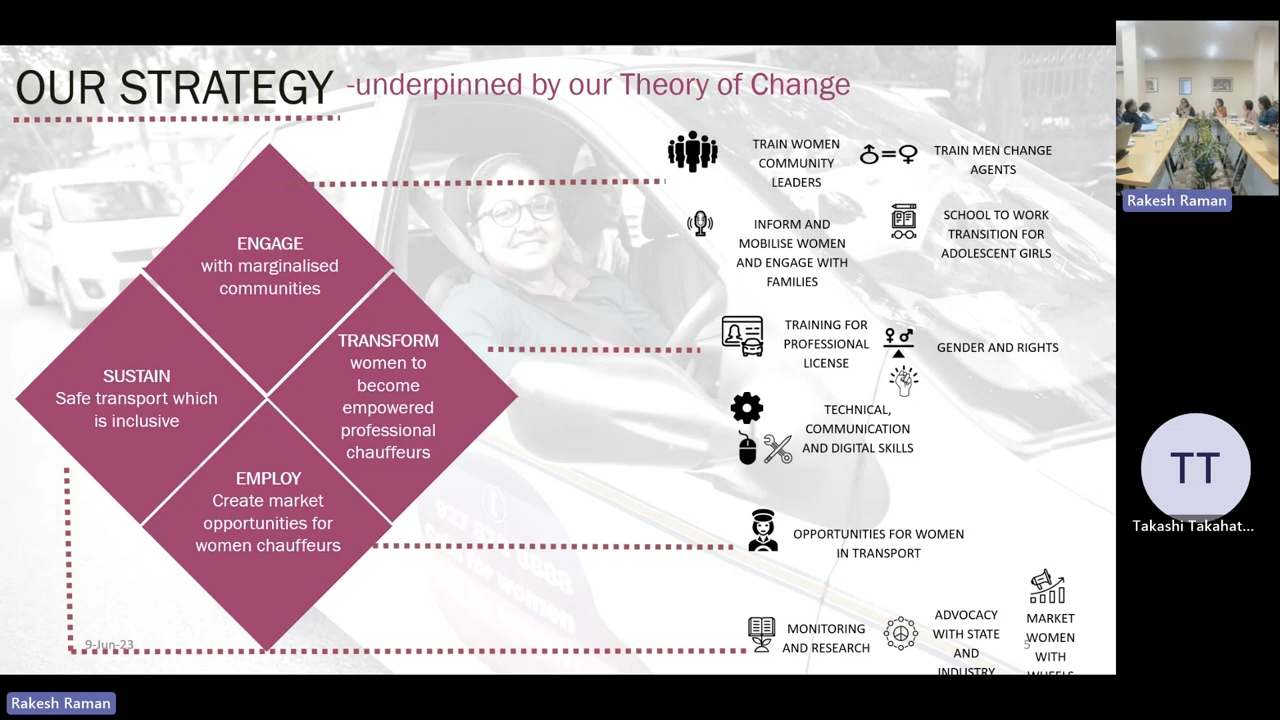 OUR STRATEGY -underpinned by our Theory of Change
ENGAGE
with marginalised
communities
TRANSFORM
women to
become
empowered
professional
chauffeurs
SUSTAIN
Safe transport which
is inclusive
EMPLOY
Create market
opportunities for
women chauffeurs
TRAIN WOMEN
COMMUNITY
LEADERS
TRAIN MEN CHANGE
AGENTS
INFORM AND
MOBILISE WOMEN
AND ENGAGE WITH
FAMILIES
SCHOOL TO WORK
TRANSITION FOR
ADOLESCENT GIRLS
TRAINING FOR
PROFESSIONAL
LICENSE
GENDER AND RIGHTS
TECHNICAL,
COMMUNICATION
AND DIGITAL SKILLS
OPPORTUNITIES FOR WOMEN
IN TRANSPORT
MONITORING
AND RESEARCH
ADVOCACY
WITH STATE
AND
INDUSTRY
MARKET
WOMEN
WITH
WHEELS
9-Jun-23
5
Rakesh Raman
TT
Takashi Takahat...
Rakesh Raman